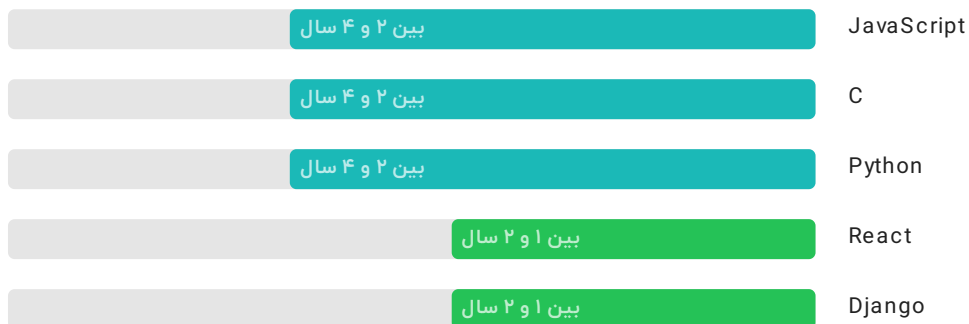 JavaScript بین ۲ و ۴ سال
C بین ۲ و ۴ سال
Python بین ۲ و ۴ سال
React بین ۱ و ۲ سال
Django بین ۱ و ۲ سال